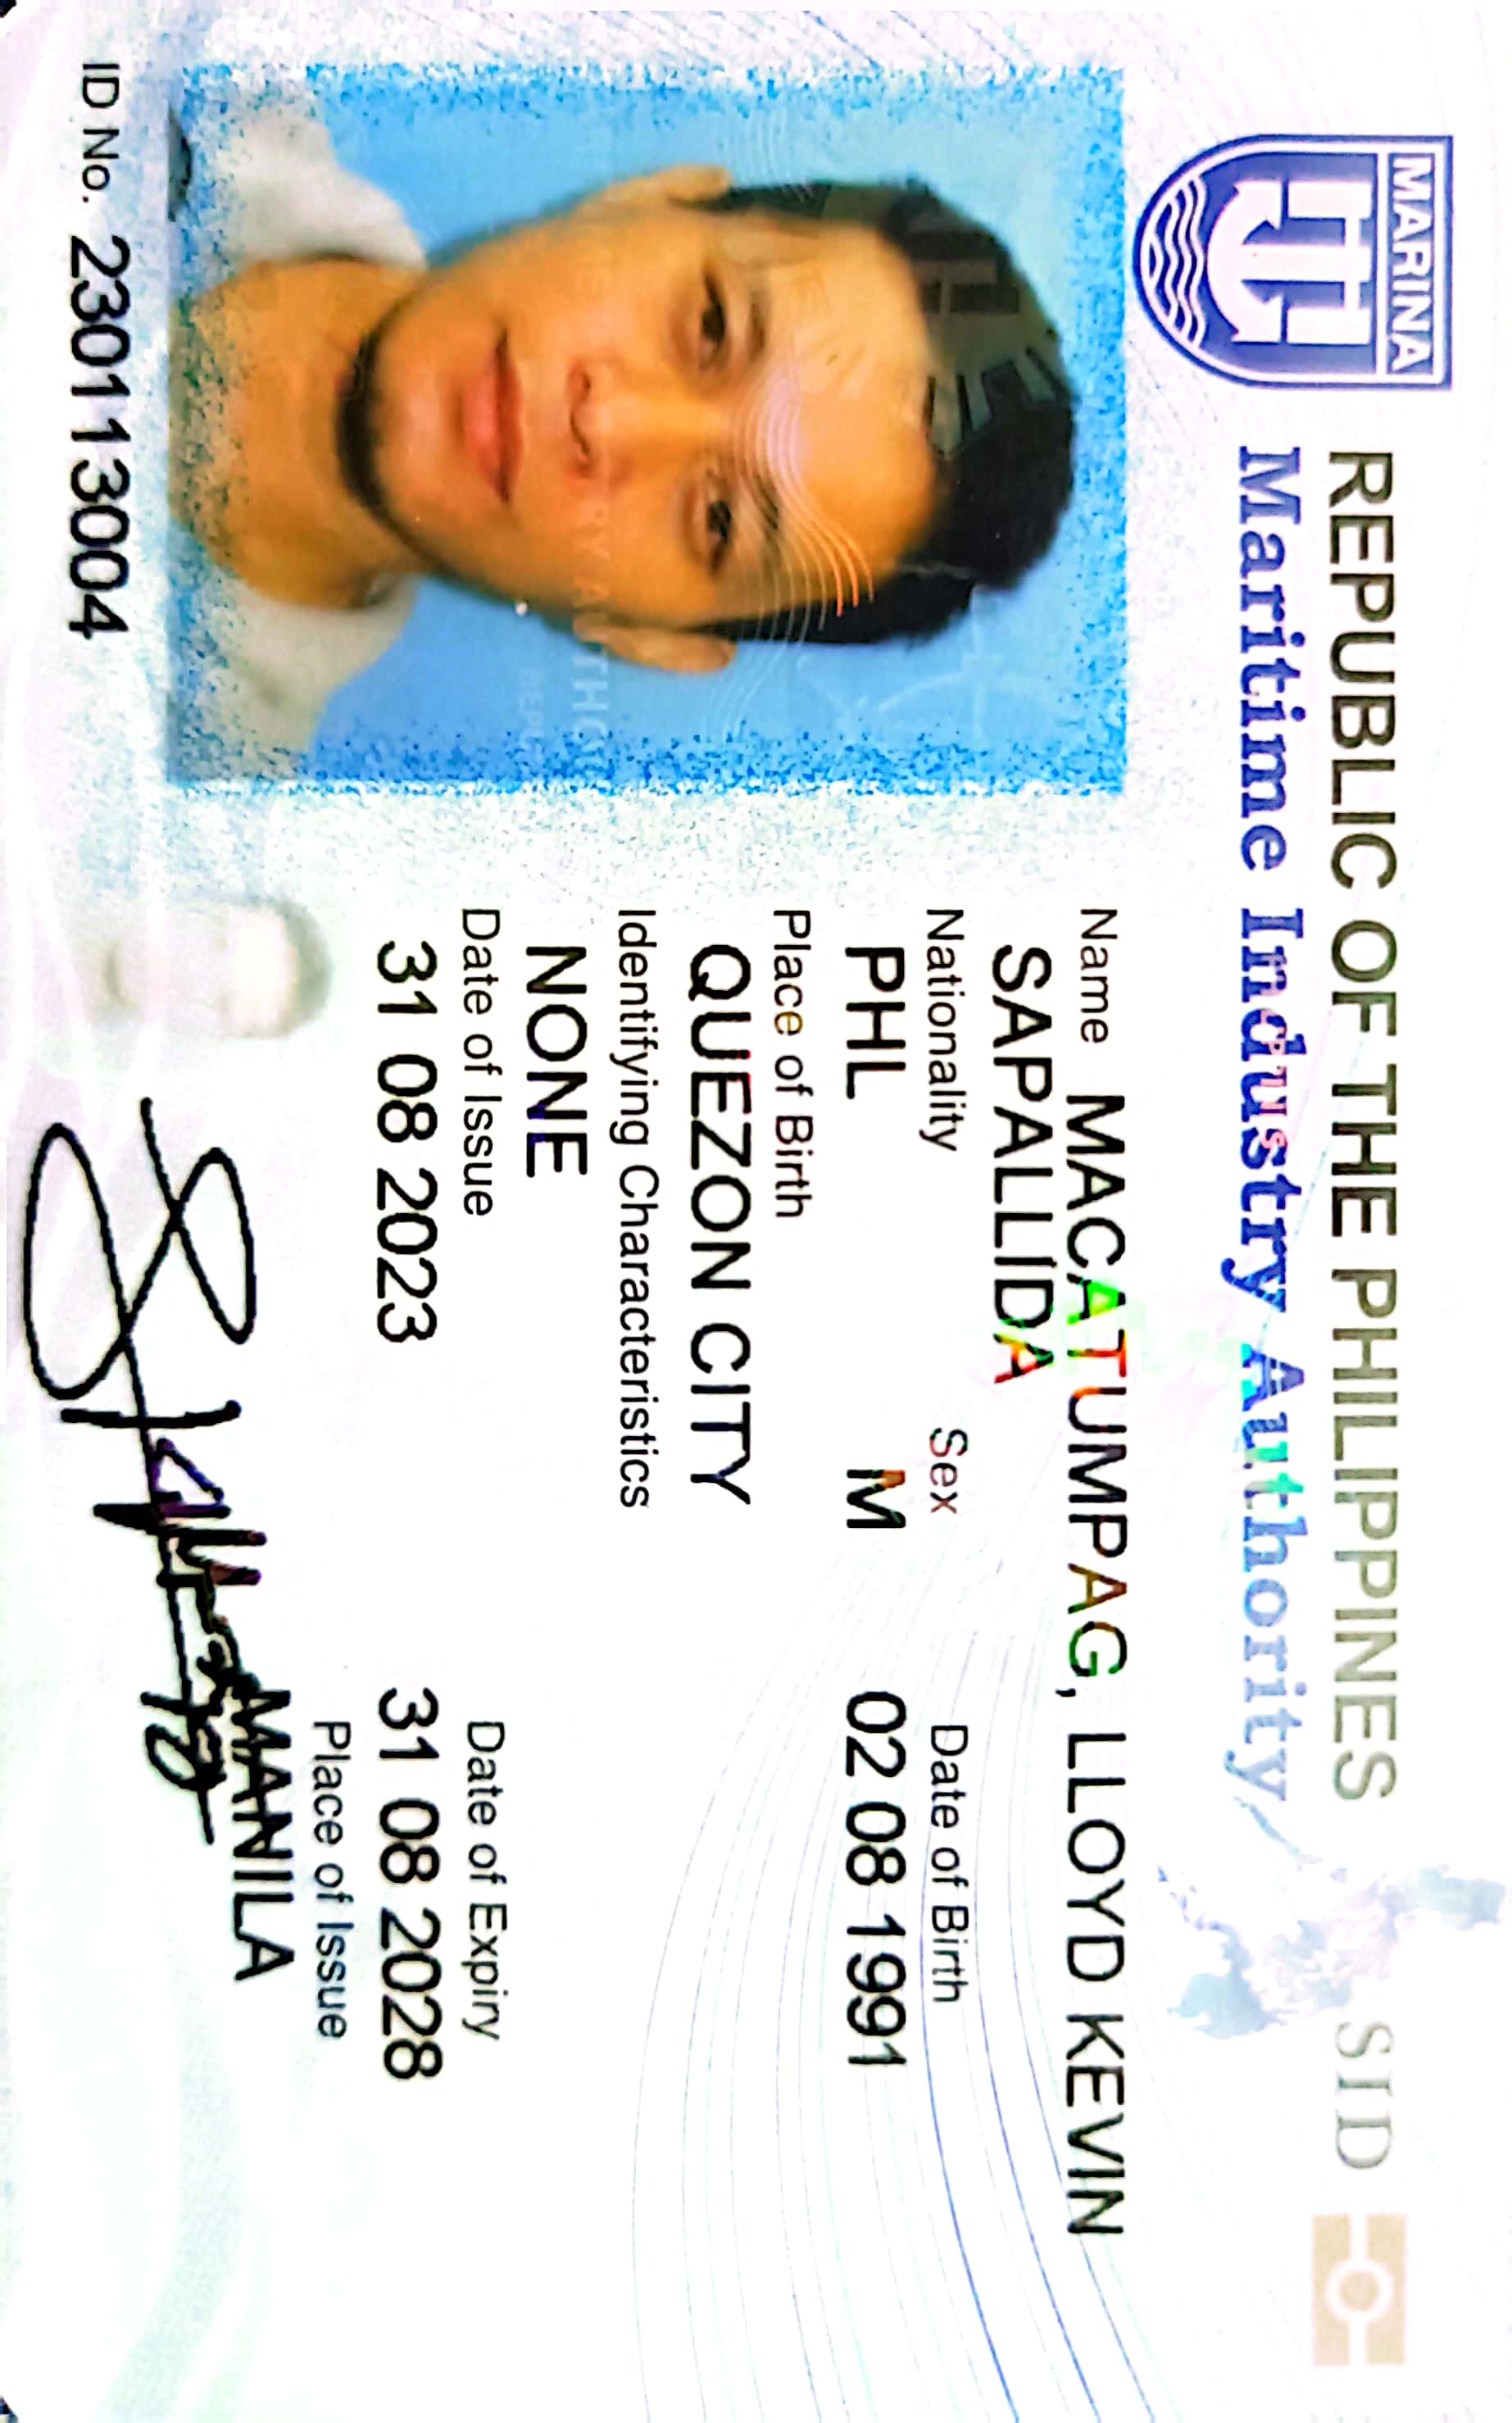 MARINA
REPUBLIC OF THE PHILIPPINES
SID
Maritime Industry Authority
Name MACATUMPAG, LLOYD KEVIN
SAPALLIDA
Nationality Sex Date of Birth
PHL M 02 08 1991
Place of Birth
QUEZON CITY
Identifying Characteristics
NONE
Date of Issue Date of Expiry
31 08 2023 31 08 2028
Place of Issue
MANILA
ID No. 2301113004